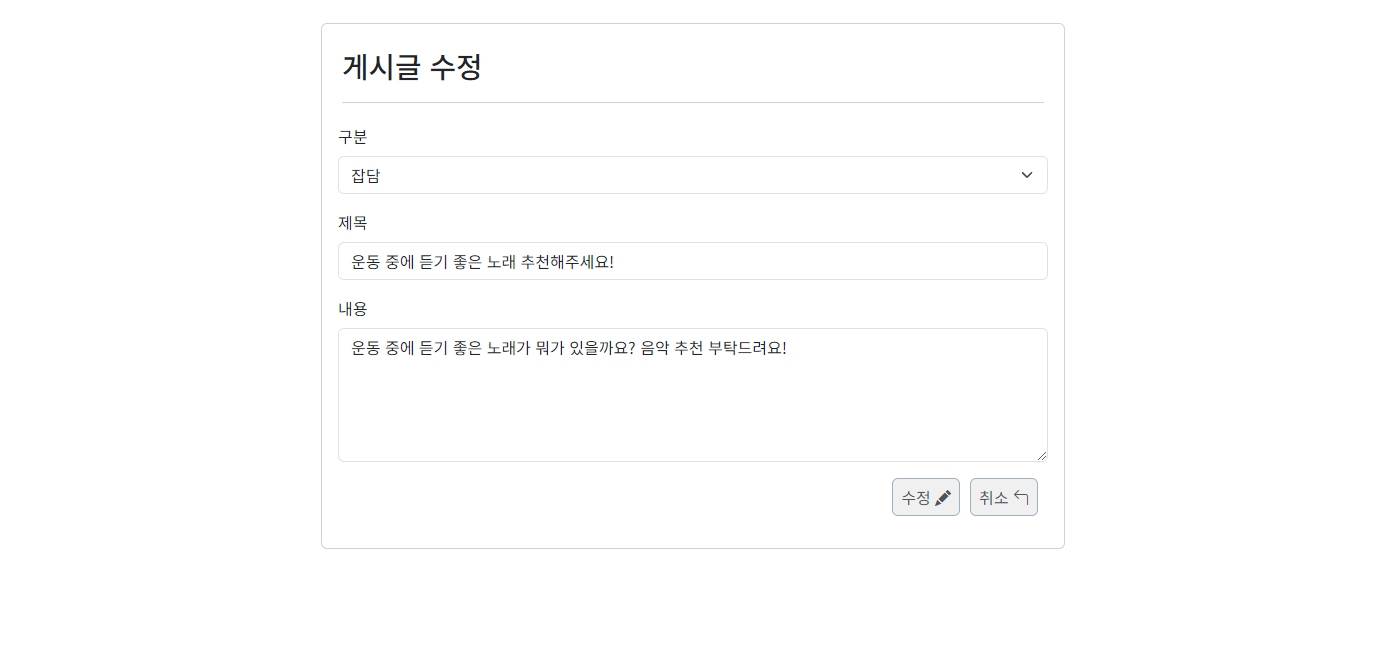 게시글 수정
구분
잡담
제목
운동 중에 듣기 좋은 노래 추천해주세요!
내용
운동 중에 듣기 좋은 노래가 뭐가 있을까요? 음악 추천 부탁드려요!
수정 취소